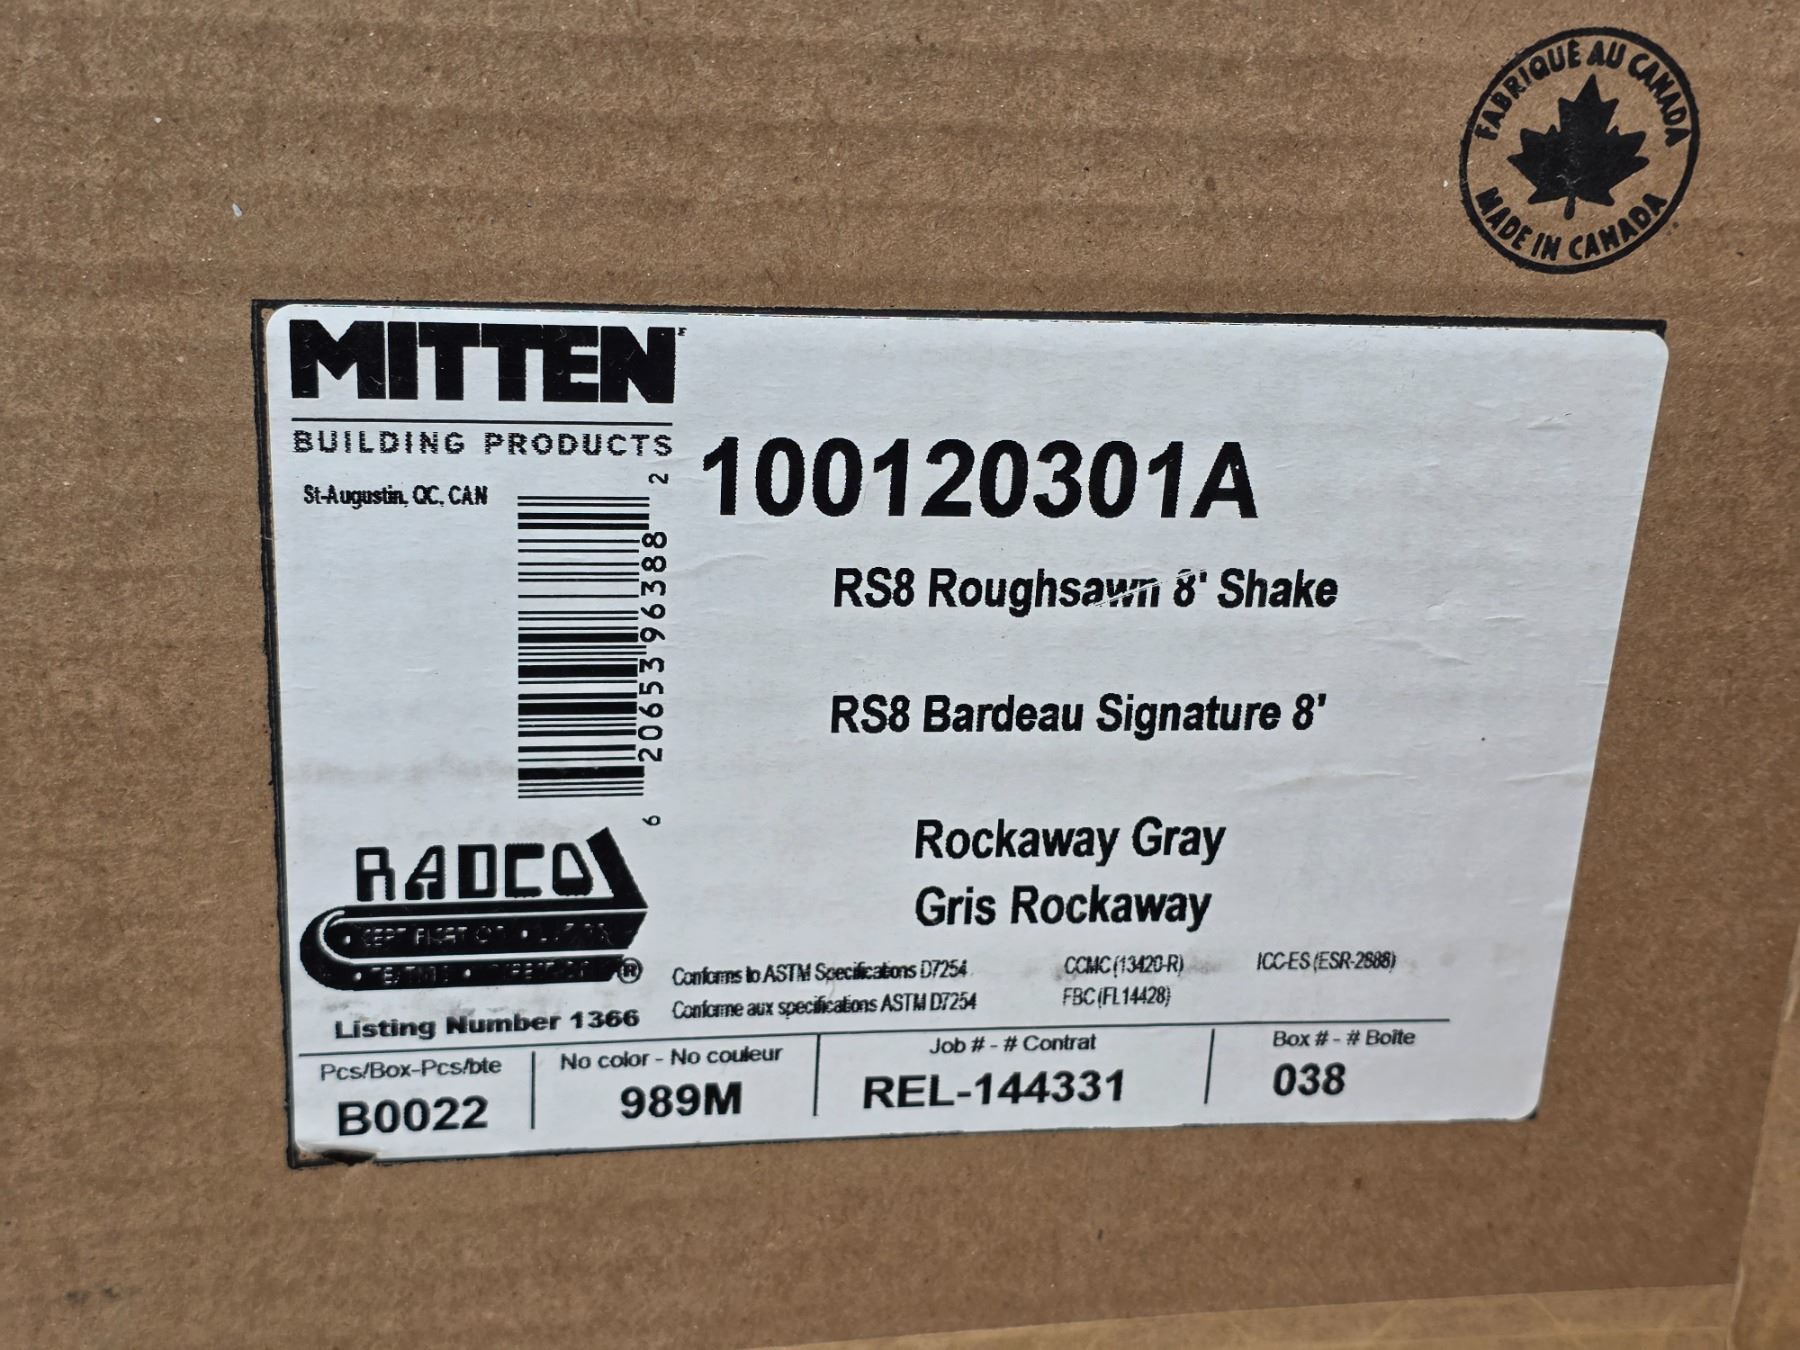 FABRIQUÉ AU CANADA
MADE IN CANADA
MITTEN
BUILDING PRODUCTS
St-Augustin, QC, CAN
100120301A
6 20653 96388 2
RS8 Roughsawn 8' Shake
RS8 Bardeau Signature 8'
Rockaway Gray
Gris Rockaway
RADCO
®
Listing Number 1366
Conforms to ASTM Specifications D7254
Conforme aux specifications ASTM D7254
CCMC (13420-R)
FBC (FL14428)
ICC-ES (ESR-2888)
Pcs/Box-Pcs/bte
B0022
No color - No couleur
989M
Job # - # Contrat
REL-144331
Box # - # Boîte
038